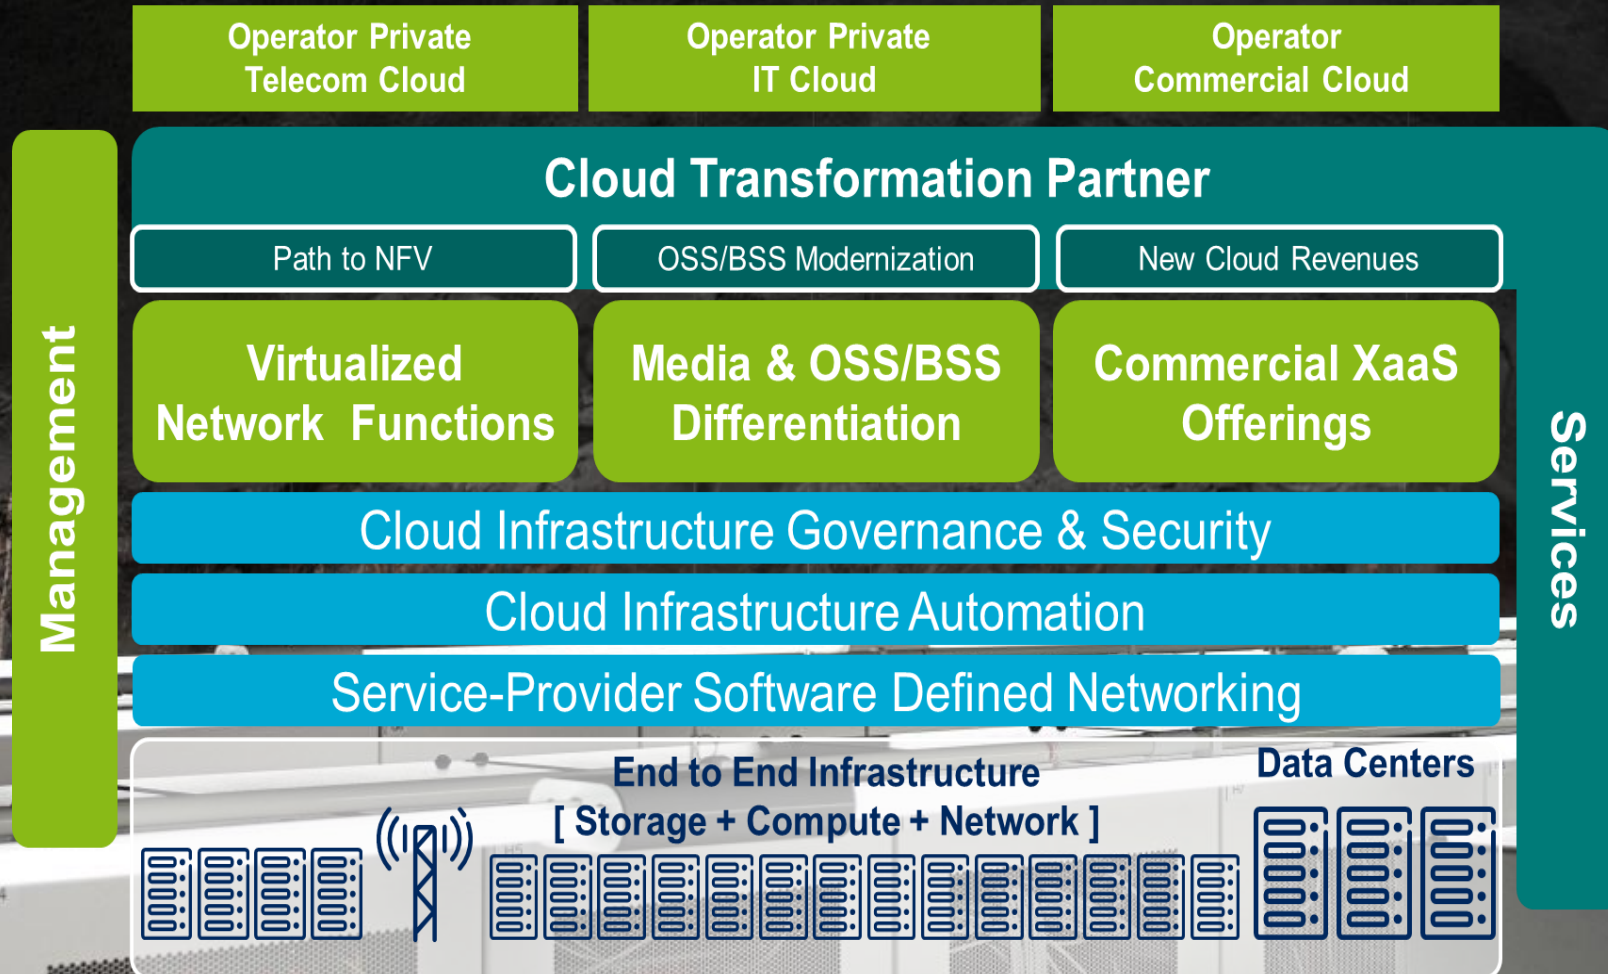 Operator Private
Telecom Cloud
Operator Private
IT Cloud
Operator
Commercial Cloud
Cloud Transformation Partner
Path to NFV
OSS/BSS Modernization
New Cloud Revenues
Management
Virtualized
Network Functions
Media & OSS/BSS
Differentiation
Commercial XaaS
Offerings
Services
Cloud Infrastructure Governance & Security
Cloud Infrastructure Automation
Service-Provider Software Defined Networking
End to End Infrastructure
[ Storage + Compute + Network ]
Data Centers
H7
H5